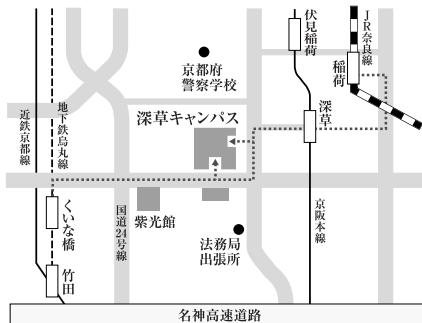 伏見稲荷
JR奈良線
稲荷
京都府
警察学校
深草キャンパス
深草
地下鉄烏丸線
近鉄京都線
くいな橋
国道24号線
紫光館
京阪本線
法務局
出張所
竹田
名神高速道路